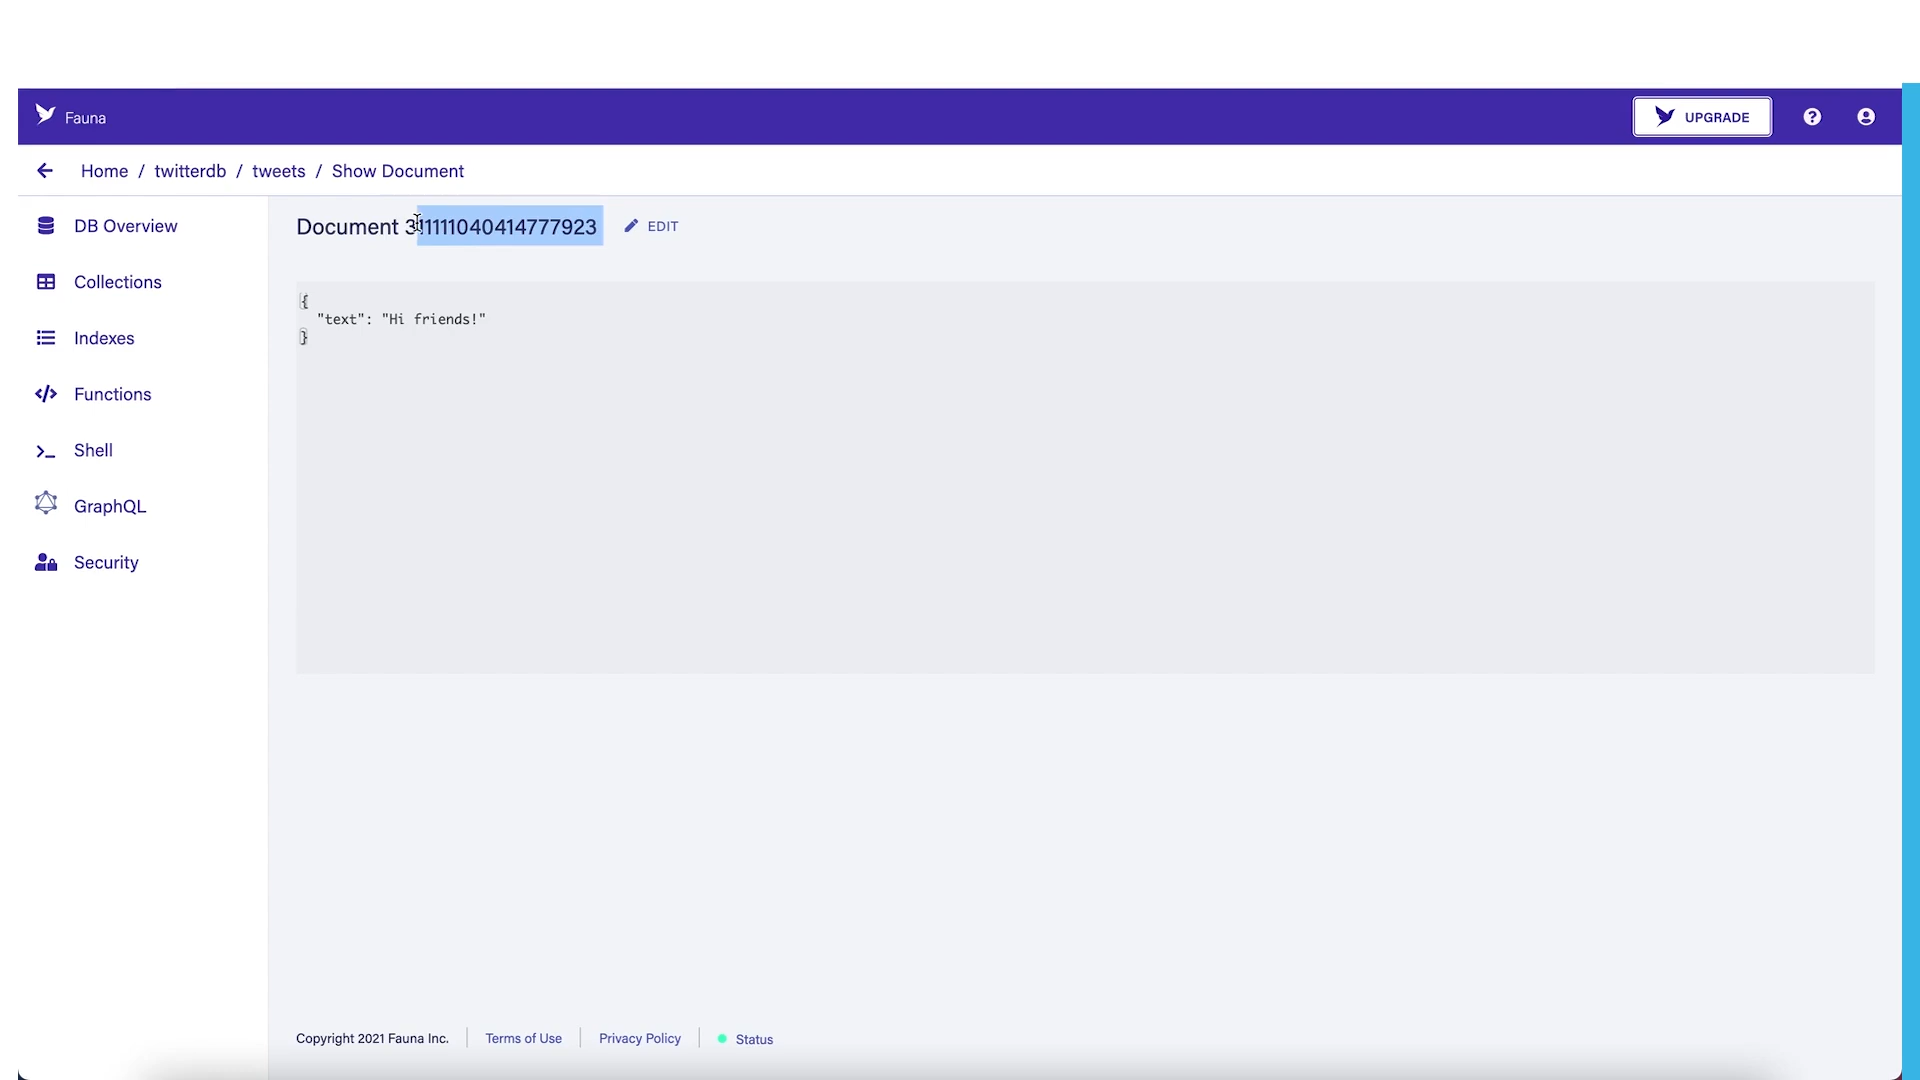 Fauna
UPGRADE
Home / twitterdb / tweets / Show Document
DB Overview
Collections
Indexes
Functions
Shell
GraphQL
Security
Document 311111040414777923
EDIT
{
"text": "Hi friends!"
}
Copyright 2021 Fauna Inc.
Terms of Use
Privacy Policy
Status